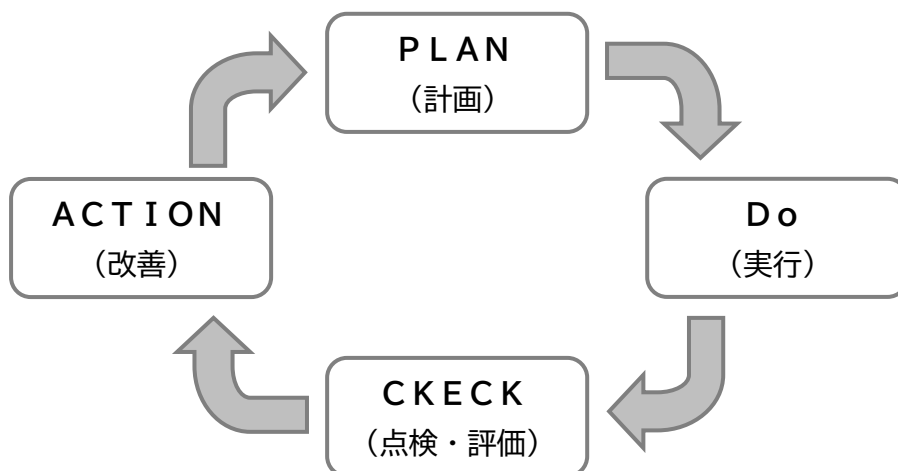 ＰＬＡＮ
（計画）
ＡＣＴＩＯＮ
（改善）
Ｄｏ
（実行）
ＣＫＥＣＫ
（点検・評価）